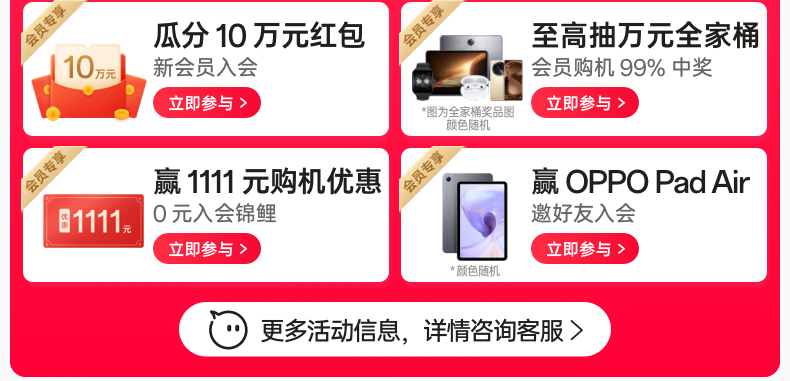 会员专享
瓜分 10 万元红包
新会员入会
10万元
立即参与 >
会员专享
至高抽万元全家桶
会员购机 99% 中奖
立即参与 >
*图为全家桶奖品图
颜色随机
会员专享
赢 1111 元购机优惠
0 元入会锦鲤
优惠 1111元
立即参与 >
会员专享
赢 OPPO Pad Air
邀好友入会
立即参与 >
*颜色随机
更多活动信息，详情咨询客服 >